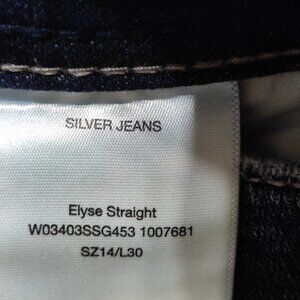 SILVER JEANS
Elyse Straight
W03403SSG453 1007681
SZ14/L30